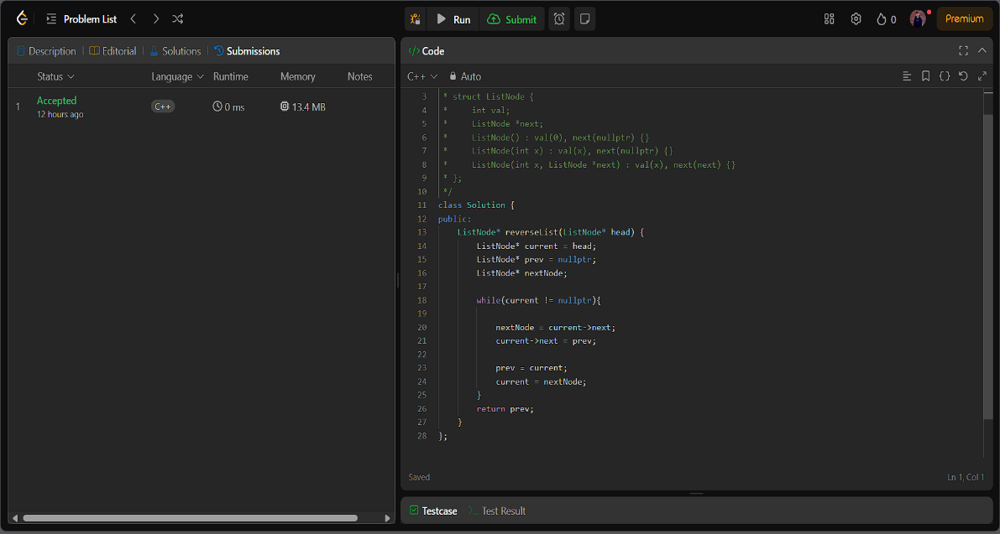 Problem List
Run
Submit
0
Premium
Description | Editorial | Solutions | Submissions
Status Language Runtime Memory Notes
1 Accepted C++ 0 ms 13.4 MB
12 hours ago
</> Code
C++ Auto
3 * struct ListNode {
4 *     int val;
5 *     ListNode *next;
6 *     ListNode() : val(0), next(nullptr) {}
7 *     ListNode(int x) : val(x), next(nullptr) {}
8 *     ListNode(int x, ListNode *next) : val(x), next(next) {}
9 * };
10 */
11 class Solution {
12 public:
13     ListNode* reverseList(ListNode* head) {
14         ListNode* current = head;
15         ListNode* prev = nullptr;
16         ListNode* nextNode;
17
18         while(current != nullptr){
19
20             nextNode = current->next;
21             current->next = prev;
22
23             prev = current;
24             current = nextNode;
25         }
26         return prev;
27     }
28 };
Saved
Ln 1, Col 1
Testcase
>_ Test Result